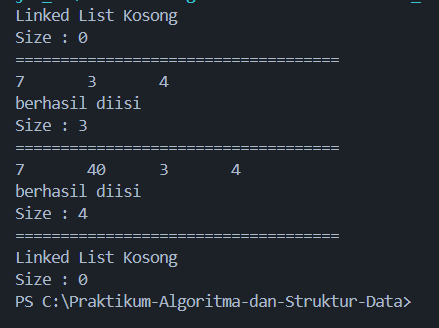 Linked List Kosong
Size : 0
====================================
7 3 4
berhasil diisi
Size : 3
====================================
7 40 3 4
berhasil diisi
Size : 4
====================================
Linked List Kosong
Size : 0
PS C:\Praktikum-Algoritma-dan-Struktur-Data>